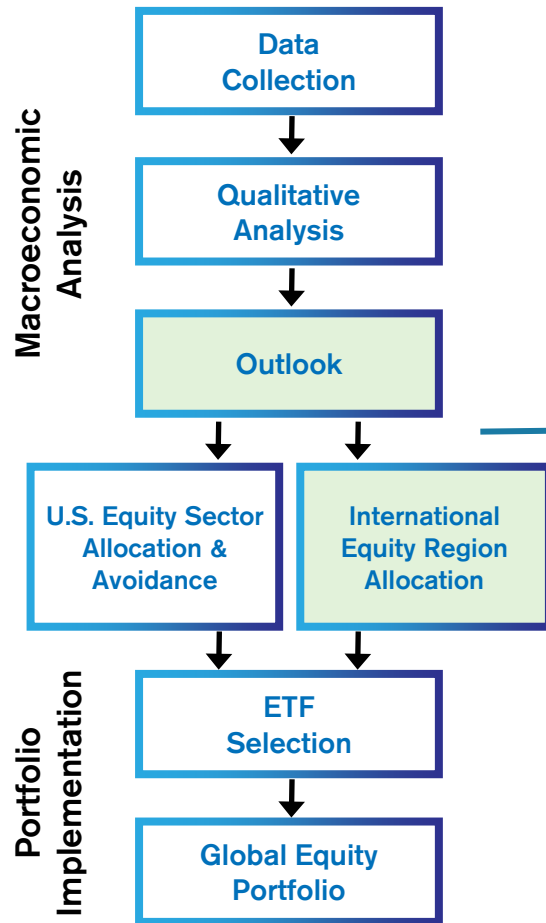 Macroeconomic
Analysis
Data
Collection
Qualitative
Analysis
Outlook
U.S. Equity Sector
Allocation &
Avoidance
International
Equity Region
Allocation
Portfolio
Implementation
ETF
Selection
Global Equity
Portfolio